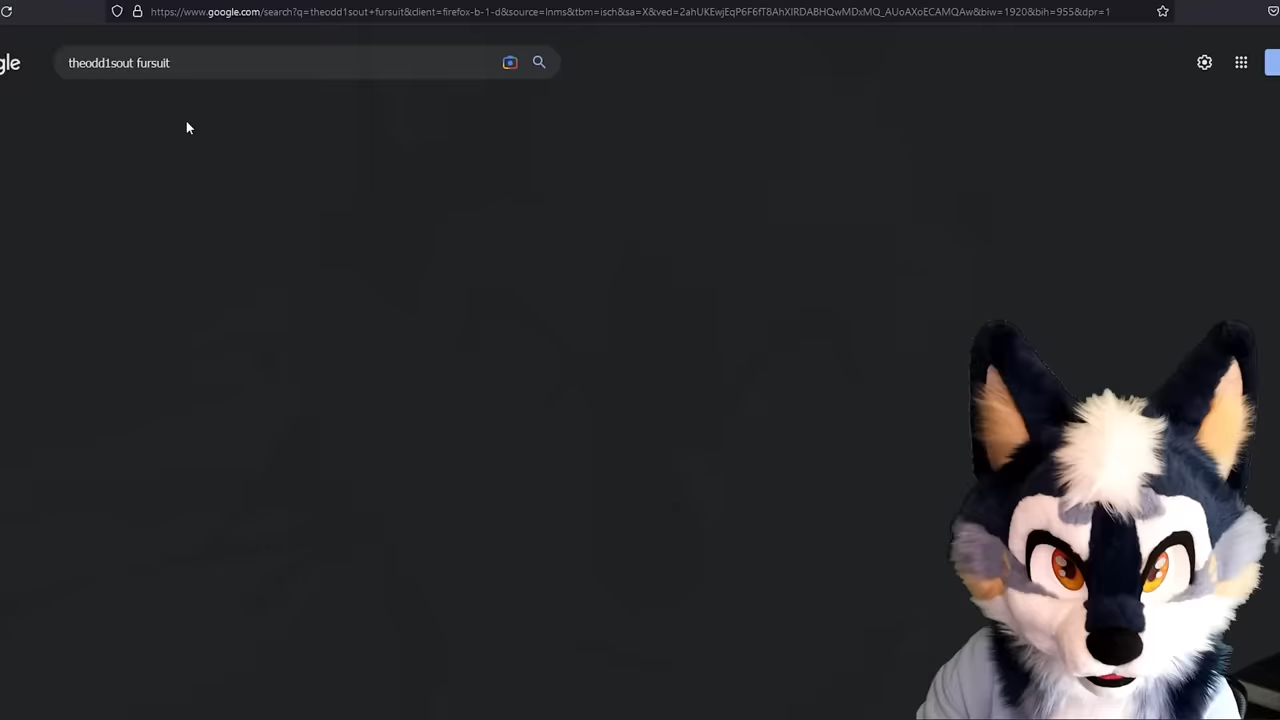 https://www.google.com/search?q=theodd1sout+fursuit&client=firefox-b-1-d&source=lnms&tbm=isch&sa=X&ved=2ahUKEwjEqP6F6fT8AhXIRDABHQwMDxMQ_AUoAXoECAMQAw&biw=1920&bih=955&dpr=1
gle
theodd1sout fursuit